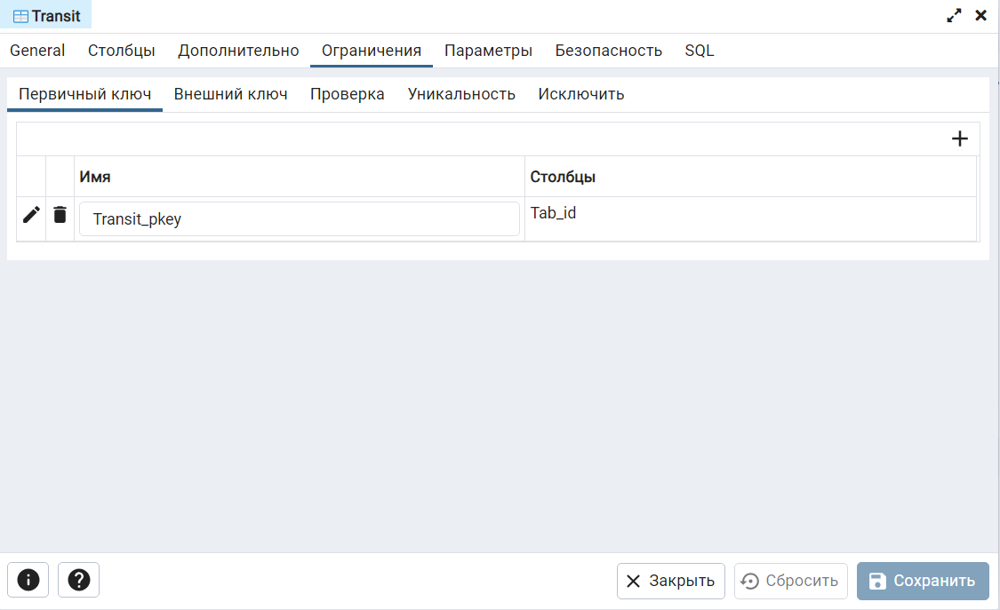 Transit
General Столбцы Дополнительно Ограничения Параметры Безопасность SQL
Первичный ключ Внешний ключ Проверка Уникальность Исключить
Имя Столбцы
Transit_pkey Tab_id
Закрыть Сбросить Сохранить